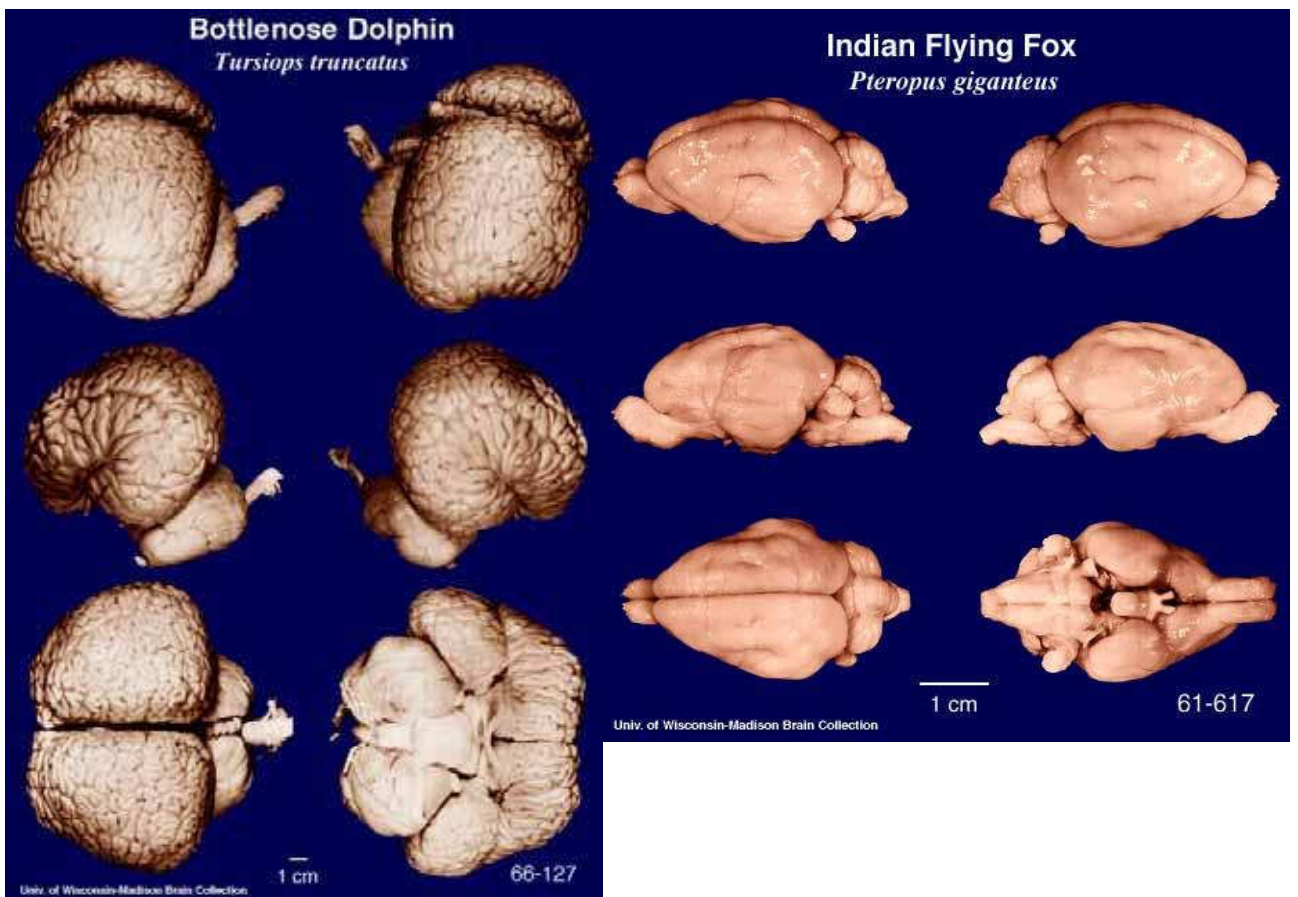 Bottlenose Dolphin
Tursiops truncatus
1 cm
66-127
Univ. of Wisconsin-Madison Brain Collection
Indian Flying Fox
Pteropus giganteus
1 cm
61-617
Univ. of Wisconsin-Madison Brain Collection